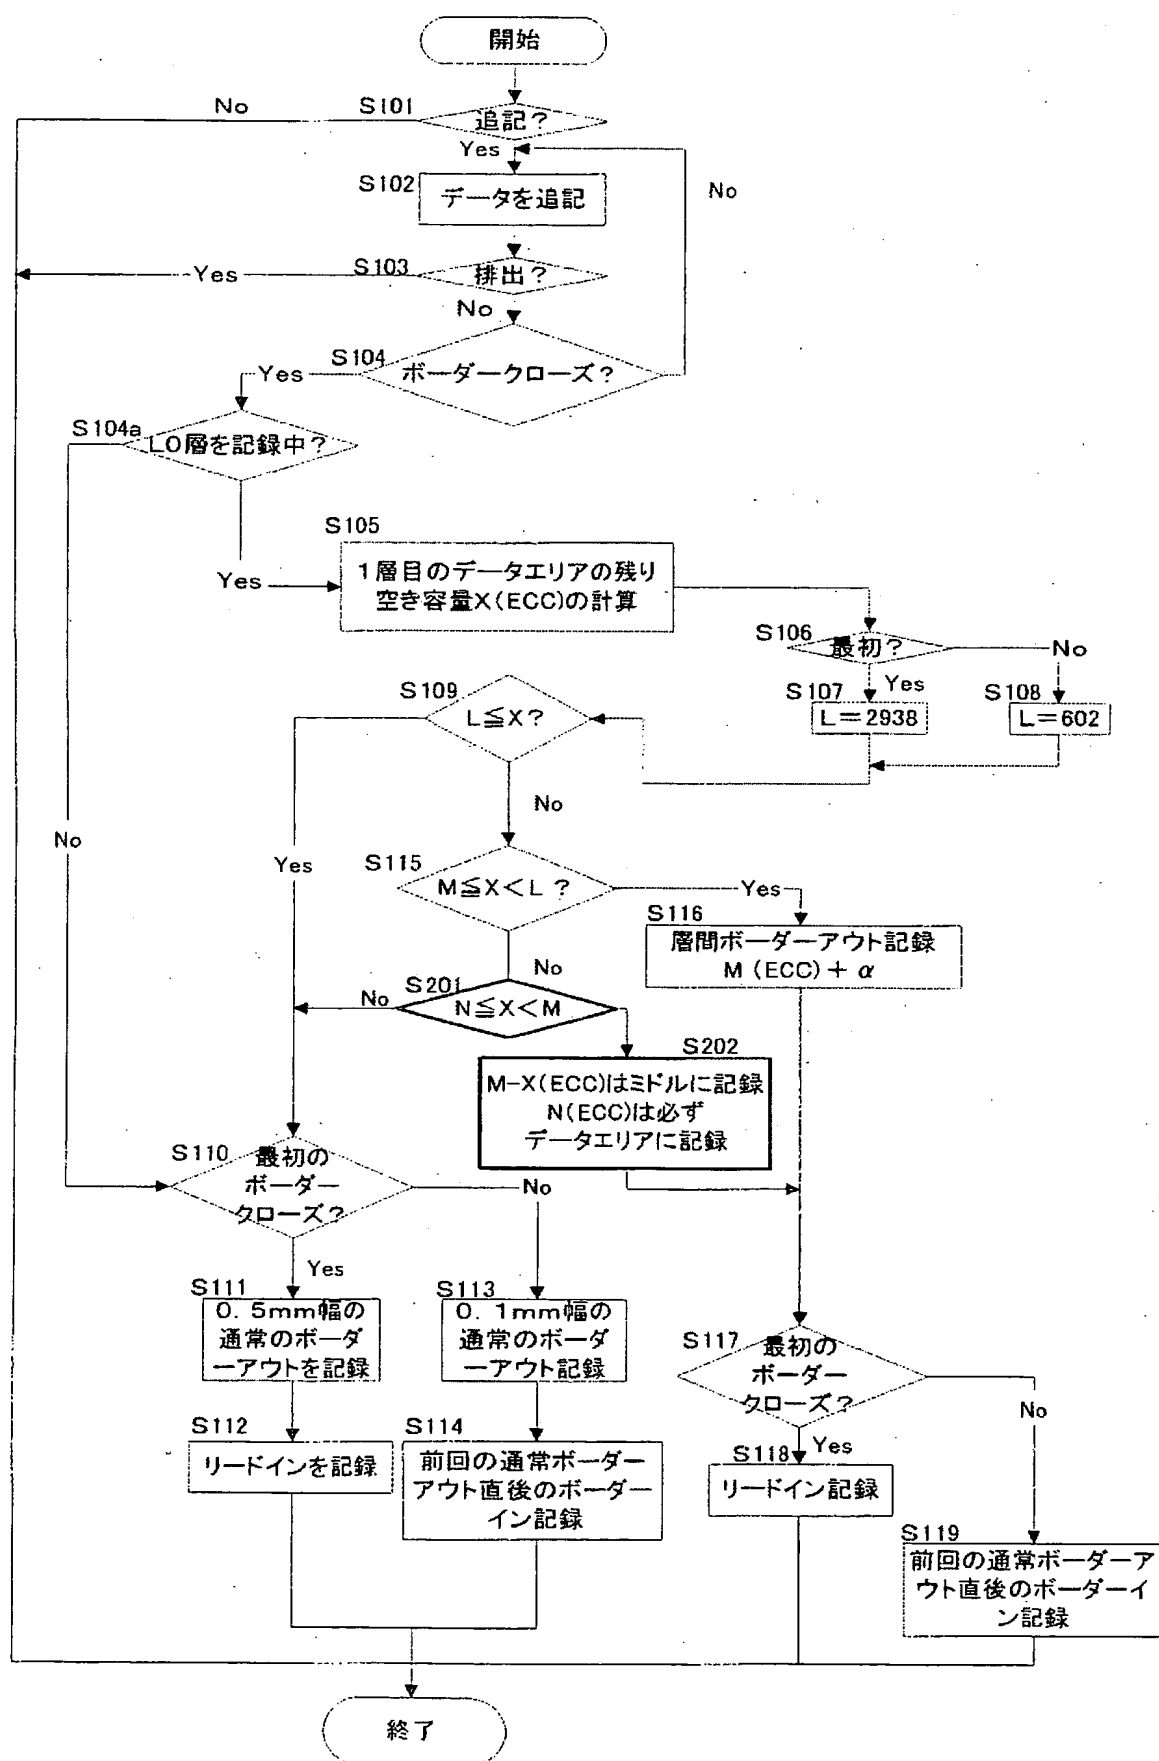 開始
No
S101
追記？
Yes
S102
データを追記
No
Yes
S103
排出？
No
S104
ボーダークローズ？
Yes
S104a
L0層を記録中？
S105
1層目のデータエリアの残り
空き容量X(ECC)の計算
Yes
S106
最初？
No
S107
Yes
L＝2938
S108
L＝602
S109
L≦X？
No
No
Yes
S115
M≦X＜L？
Yes
S116
層間ボーダーアウト記録
M (ECC)＋α
No
S201
No
N≦X＜M
S202
M-X(ECC)はミドルに記録
N(ECC)は必ず
データエリアに記録
S110
最初の
ボーダー
クローズ？
No
Yes
S111
0.5mm幅の
通常のボーダ
ーアウトを記録
S113
0.1mm幅の
通常のボーダ
ーアウト記録
S117
最初の
ボーダー
クローズ？
No
S112
リードインを記録
S114
前回の通常ボーダー
アウト直後のボーダー
イン記録
Yes
S118
リードイン記録
S119
前回の通常ボーダーア
ウト直後のボーダーイ
ン記録
終了